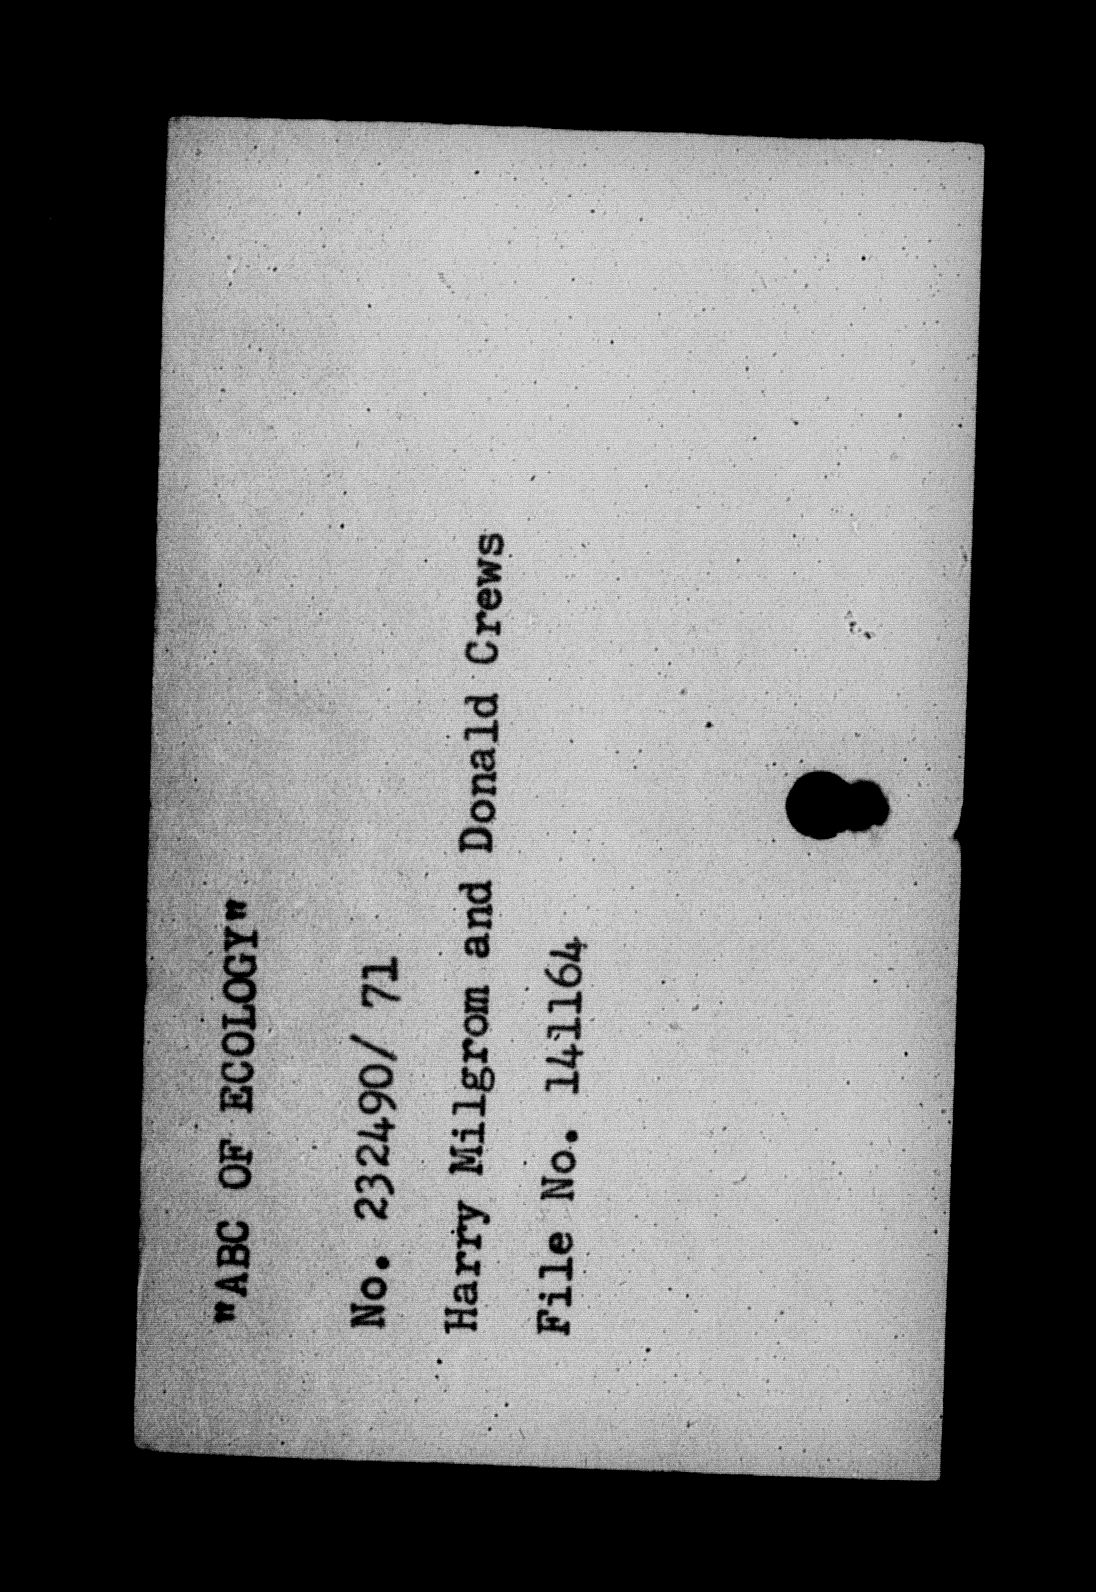 "ABC OF ECOLOGY"
No. 232490/ 71
Harry Milgrom and Donald Crews
File No. 141164